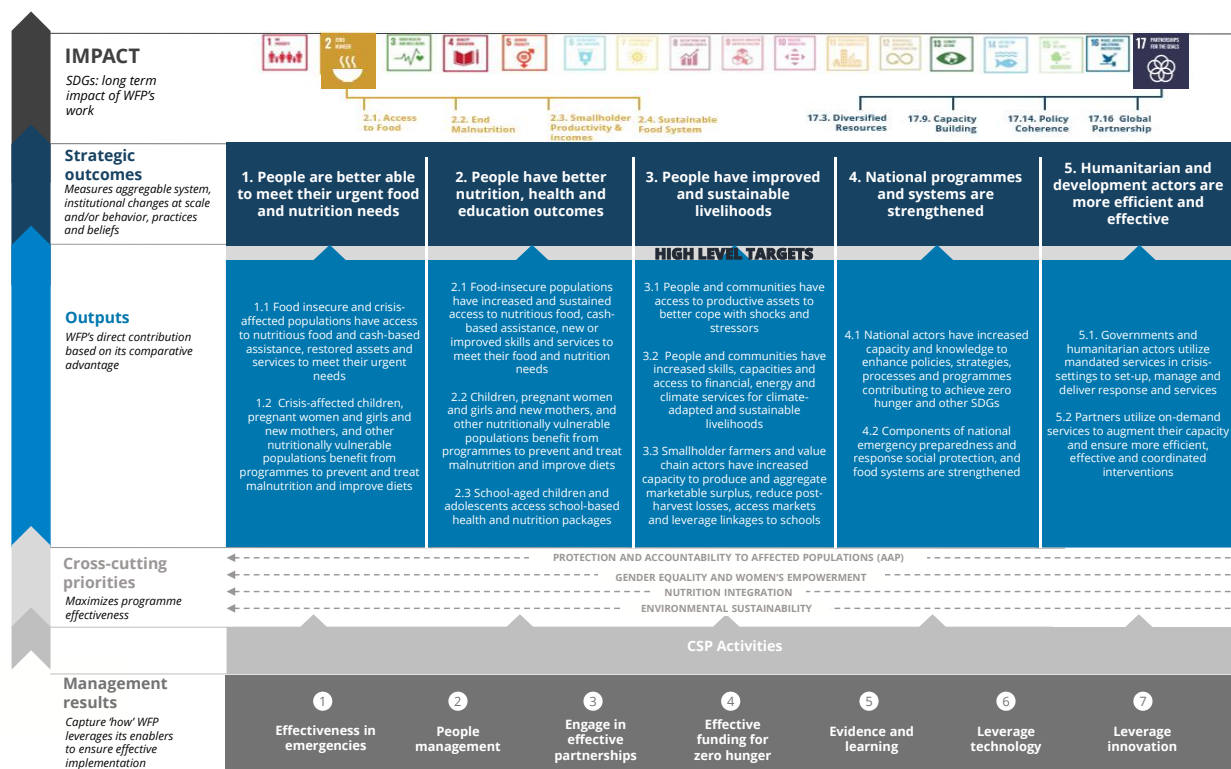 IMPACT
SDGs: long term
impact of WFP's
work
1
2 ZERO
HUNGER
3
4
5
13
16
17 PARTNERSHIPS
FOR THE GOALS
2.1. Access
to Food
2.2. End
Malnutrition
2.3. Smallholder
Productivity &
incomes
2.4. Sustainable
Food System
17.3. Diversified
Resources
17.9. Capacity
Building
17.14. Policy
Coherence
17.16 Global
Partnership
Strategic
outcomes
Measures aggregable system,
institutional changes at scale
and/or behavior, practices
and beliefs
1. People are better able
to meet their urgent food
and nutrition needs
2. People have better
nutrition, health and
education outcomes
3. People have improved
and sustainable
livelihoods
4. National programmes
and systems are
strengthened
5. Humanitarian and
development actors are
more efficient and
effective
HIGH LEVEL TARGETS
Outputs
WFP's direct contribution
based on its comparative
advantage
1.1 Food insecure and crisis-
affected populations have access
to nutritious food and cash-based
assistance, restored assets and
services to meet their urgent
needs
1.2 Crisis-affected children,
pregnant women and girls and
new mothers, and other
nutritionally vulnerable
populations benefit from
programmes to prevent and treat
malnutrition and improve diets
2.1 Food-insecure populations
have increased and sustained
access to nutritious food, cash-
based assistance, new or
improved skills and services to
meet their food and nutrition
needs
2.2 Children, pregnant women
and girls and new mothers, and
other nutritionally vulnerable
populations benefit from
programmes to prevent and treat
malnutrition and improve diets
2.3 School-aged children and
adolescents access school-based
health and nutrition packages
3.1 People and communities have
access to productive assets to
better cope with shocks and
stressors
3.2 People and communities have
increased skills, capacities and
access to financial, energy and
climate services for climate-
adapted and sustainable
livelihoods
3.3 Smallholder farmers and value
chain actors have increased
capacity to produce and aggregate
marketable surplus, reduce post-
harvest losses, access markets
and leverage linkages to schools
4.1 National actors have increased
capacity and knowledge to
enhance policies, strategies,
processes and programmes
contributing to achieve zero
hunger and other SDGs
4.2 Components of national
emergency preparedness and
response social protection, and
food systems are strengthened
5.1. Governments and
humanitarian actors utilize
mandated services in crisis-
settings to set-up, manage and
deliver response and services
5.2 Partners utilize on-demand
services to augment their capacity
and ensure more efficient,
effective and coordinated
interventions
Cross-cutting
priorities
Maximizes programme
effectiveness
PROTECTION AND ACCOUNTABILITY TO AFFECTED POPULATIONS (AAP)
GENDER EQUALITY AND WOMEN'S EMPOWERMENT
NUTRITION INTEGRATION
ENVIRONMENTAL SUSTAINABILITY
CSP Activities
Management
results
Capture 'how' WFP
leverages its enablers
to ensure effective
implementation
1
Effectiveness in
emergencies
2
People
management
3
Engage in
effective
partnerships
4
Effective
funding for
zero hunger
5
Evidence and
learning
6
Leverage
technology
7
Leverage
innovation